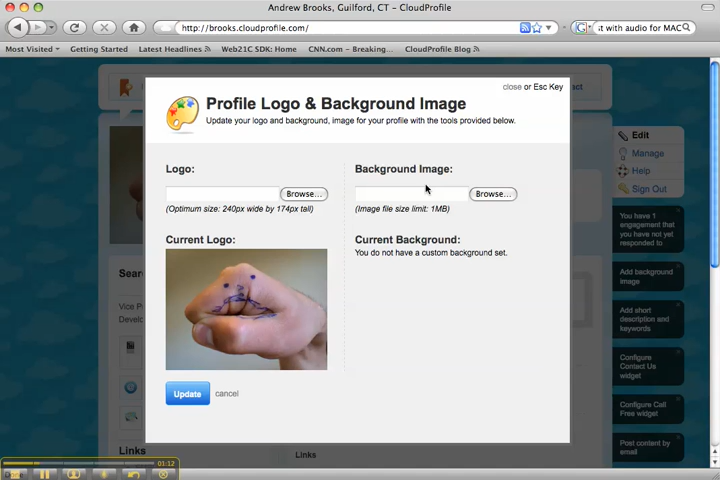 Andrew Brooks, Guilford, CT – CloudProfile
http://brooks.cloudprofile.com/
st with audio for MAC
Most Visited
Getting Started
Latest Headlines
Web21C SDK: Home
CNN.com – Breaking...
CloudProfile Blog
close or Esc Key
Profile Logo & Background Image
Update your logo and background, image for your profile with the tools provided below.
Logo:
Browse...
(Optimum size: 240px wide by 174px tall)
Current Logo:
Update
cancel
Background Image:
Browse...
(Image file size limit: 1MB)
Current Background:
You do not have a custom background set.
Edit
Manage
Help
Sign Out
You have 1
engagement that
you have not yet
responded to
Add background
image
Add short
description and
keywords
Configure
Contact Us
widget
Configure Call
Free widget
Post content by
email
Sear
Vice P
Develo
Links
Links
01:12